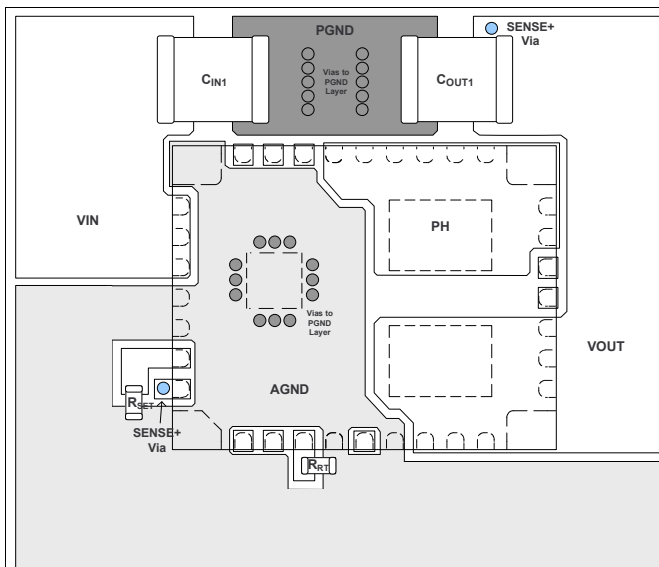 PGND
SENSE+
Via
CIN1
Vias to
PGND
Layer
COUT1
VIN
PH
Vias to
PGND
Layer
VOUT
AGND
RSET
SENSE+
Via
RRT